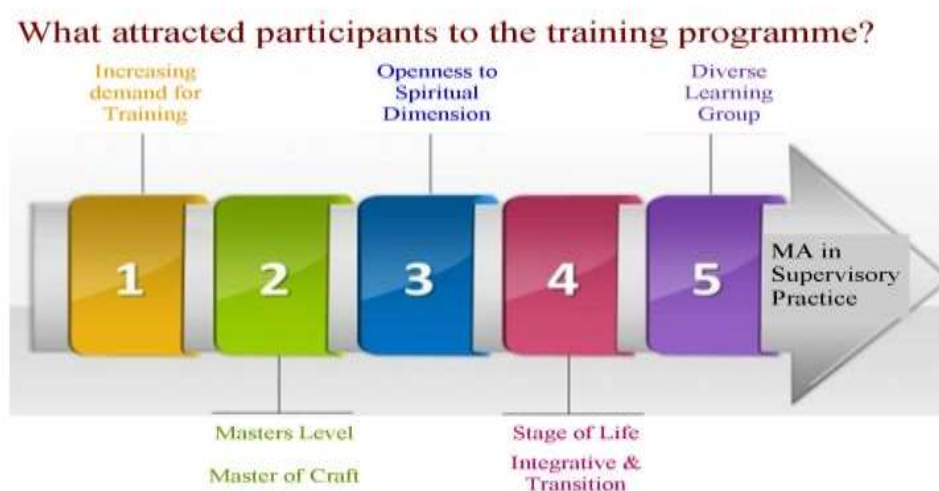 What attracted participants to the training programme?
Increasing
demand for
Training
Openness to
Spiritual
Dimension
Diverse
Learning
Group
1
2
3
4
5
MA in
Supervisory
Practice
Masters Level
Master of Craft
Stage of Life
Integrative &
Transition